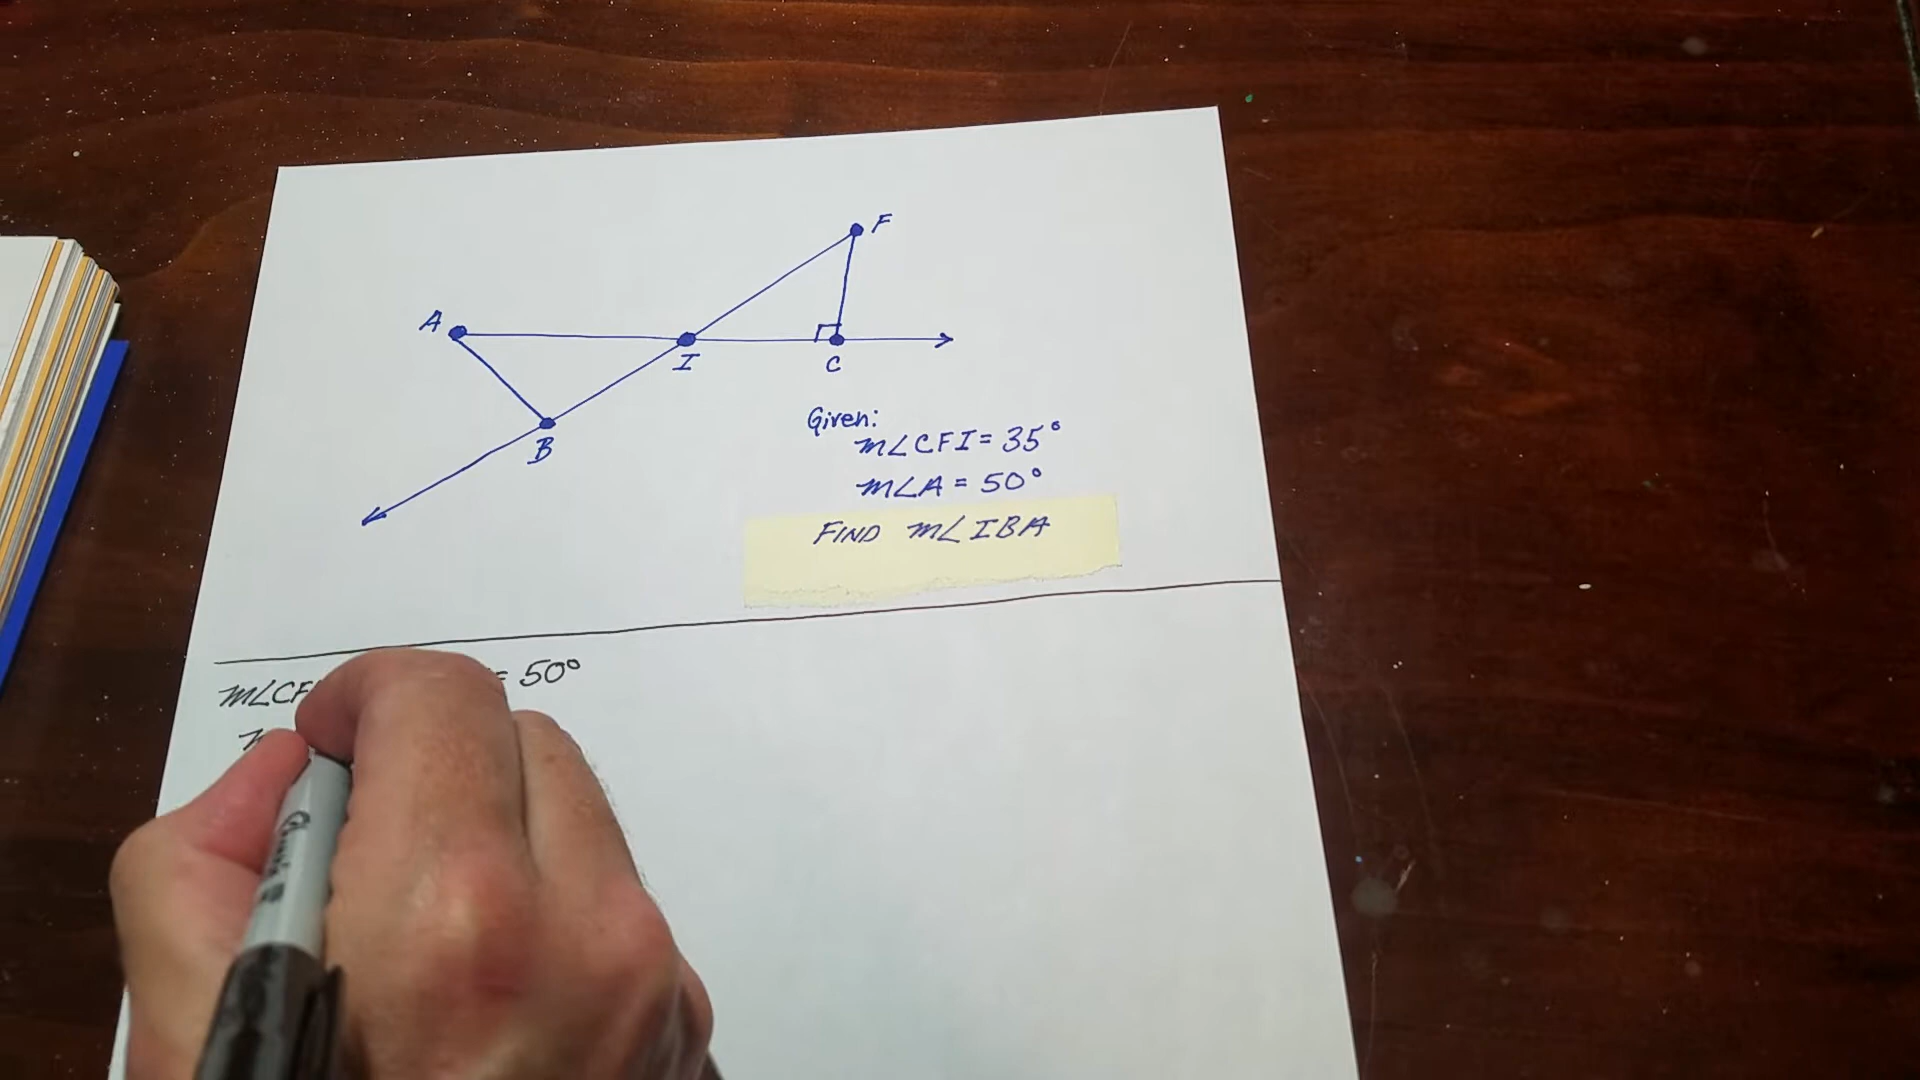 F
A
I
C
B
Given:
m∠CFI = 35°
m∠A = 50°
FIND m∠IBA
= 50°